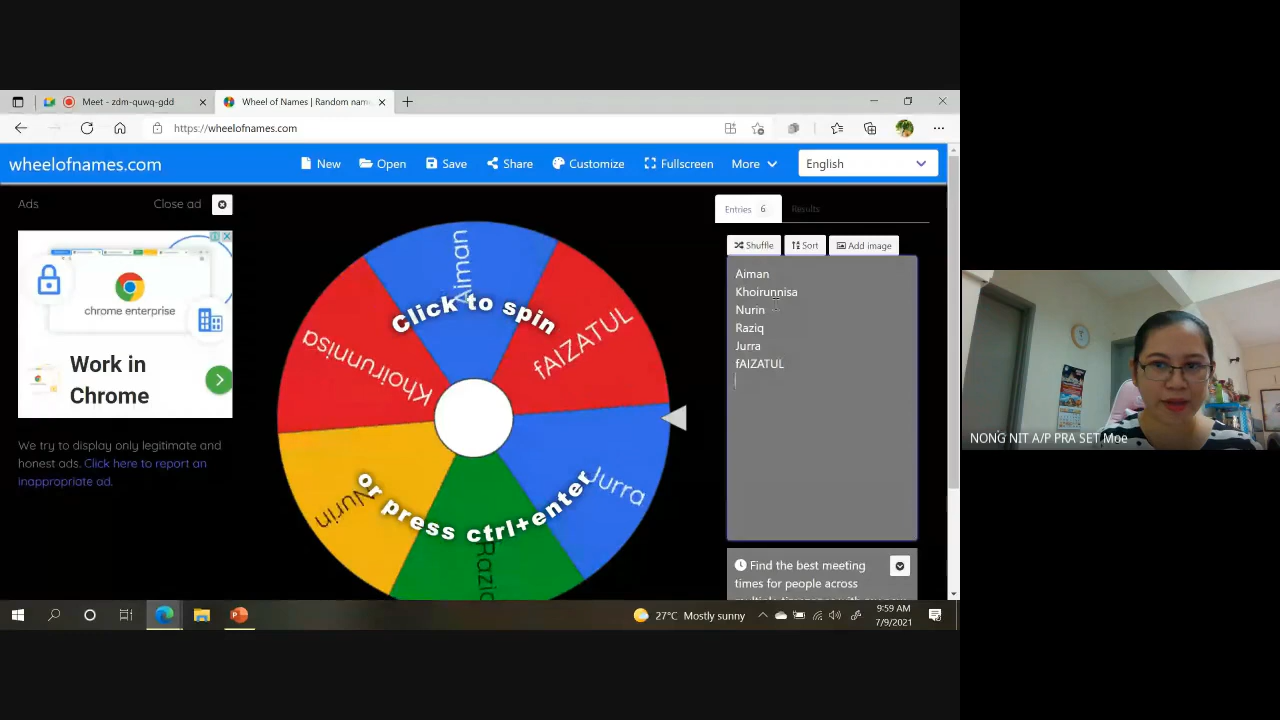 Meet - zdm-quwq-gdd
Wheel of Names | Random nam
https://wheelofnames.com
wheelofnames.com
New
Open
Save
Share
Customize
Fullscreen
More
English
Ads
Close ad
chrome enterprise
Work in
Chrome
We try to display only legitimate and
honest ads. Click here to report an
inappropriate ad.
Aiman
fAIZATUL
Jurra
Raziq
Nurin
Khoirunnisa
Click to spin
or press ctrl+enter
Entries 6
Results
Shuffle
Sort
Add image
Aiman
Khoirunnisa
Nurin
Raziq
Jurra
fAIZATUL
Find the best meeting
times for people across
27°C Mostly sunny
9:59 AM
7/9/2021
NONG NIT A/P PRA SET Moe